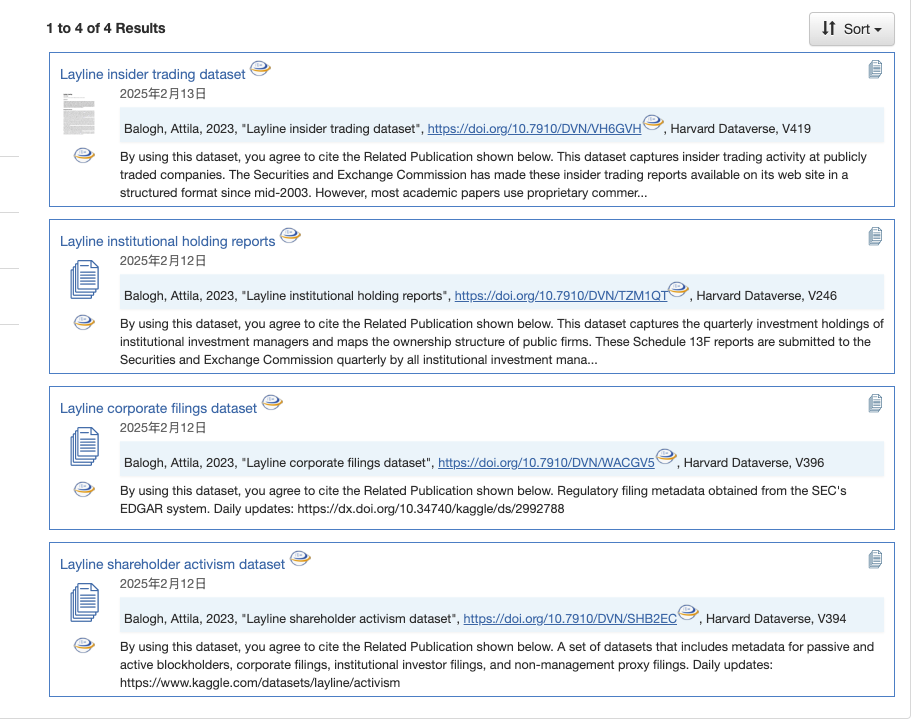 1 to 4 of 4 Results
Sort
Layline insider trading dataset
2025年2月13日
Balogh, Attila, 2023, "Layline insider trading dataset", https://doi.org/10.7910/DVN/VH6GVH, Harvard Dataverse, V419
By using this dataset, you agree to cite the Related Publication shown below. This dataset captures insider trading activity at publicly
traded companies. The Securities and Exchange Commission has made these insider trading reports available on its web site in a
structured format since mid-2003. However, most academic papers use proprietary commer...
Layline institutional holding reports
2025年2月12日
Balogh, Attila, 2023, "Layline institutional holding reports", https://doi.org/10.7910/DVN/TZM1QT, Harvard Dataverse, V246
By using this dataset, you agree to cite the Related Publication shown below. This dataset captures the quarterly investment holdings of
institutional investment managers and maps the ownership structure of public firms. These Schedule 13F reports are submitted to the
Securities and Exchange Commission quarterly by all institutional investment mana...
Layline corporate filings dataset
2025年2月12日
Balogh, Attila, 2023, "Layline corporate filings dataset", https://doi.org/10.7910/DVN/WACGV5, Harvard Dataverse, V396
By using this dataset, you agree to cite the Related Publication shown below. Regulatory filing metadata obtained from the SEC's
EDGAR system. Daily updates: https://dx.doi.org/10.34740/kaggle/ds/2992788
Layline shareholder activism dataset
2025年2月12日
Balogh, Attila, 2023, "Layline shareholder activism dataset", https://doi.org/10.7910/DVN/SHB2EC, Harvard Dataverse, V394
By using this dataset, you agree to cite the Related Publication shown below. A set of datasets that includes metadata for passive and
active blockholders, corporate filings, institutional investor filings, and non-management proxy filings. Daily updates:
https://www.kaggle.com/datasets/layline/activism